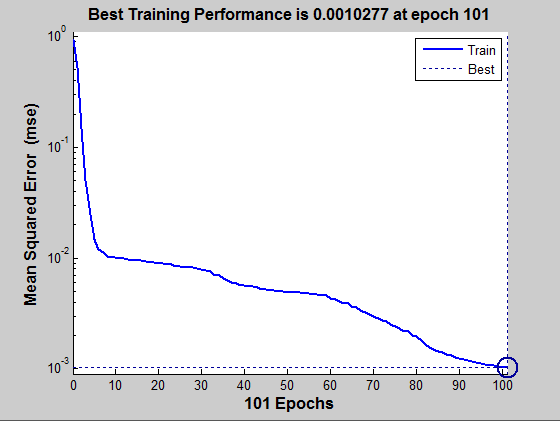 Best Training Performance is 0.0010277 at epoch 101
Train
Best
Mean Squared Error (mse)
10^0
10^-1
10^-2
10^-3
0 10 20 30 40 50 60 70 80 90 100
101 Epochs